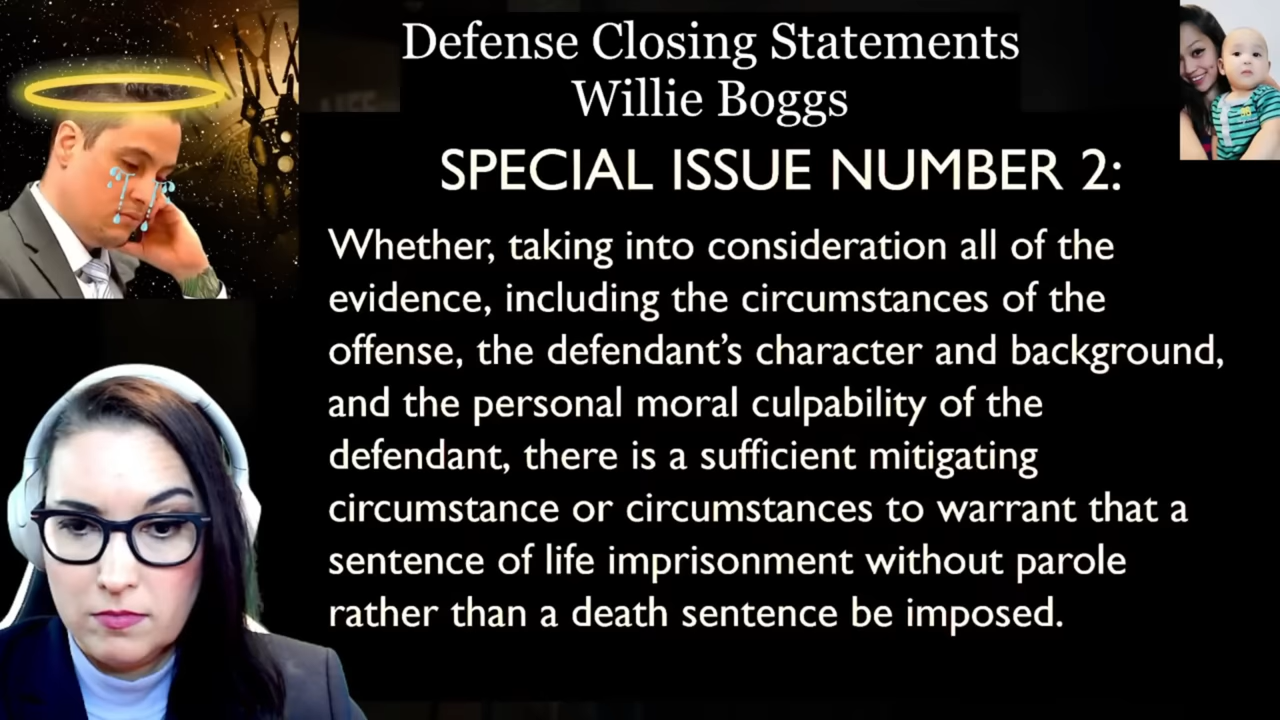 Defense Closing Statements
Willie Boggs
SPECIAL ISSUE NUMBER 2:
Whether, taking into consideration all of the
evidence, including the circumstances of the
offense, the defendant’s character and background,
and the personal moral culpability of the
defendant, there is a sufficient mitigating
circumstance or circumstances to warrant that a
sentence of life imprisonment without parole
rather than a death sentence be imposed.